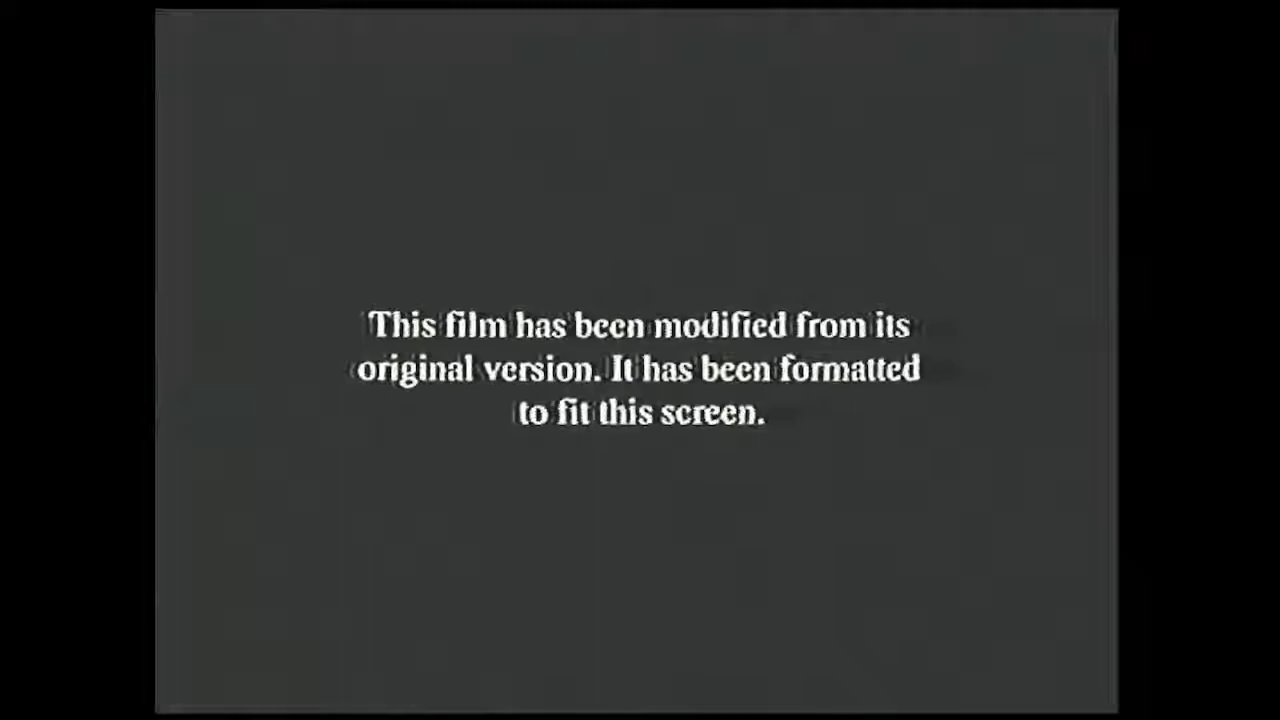 This film has been modified from its
original version. It has been formatted
to fit this screen.